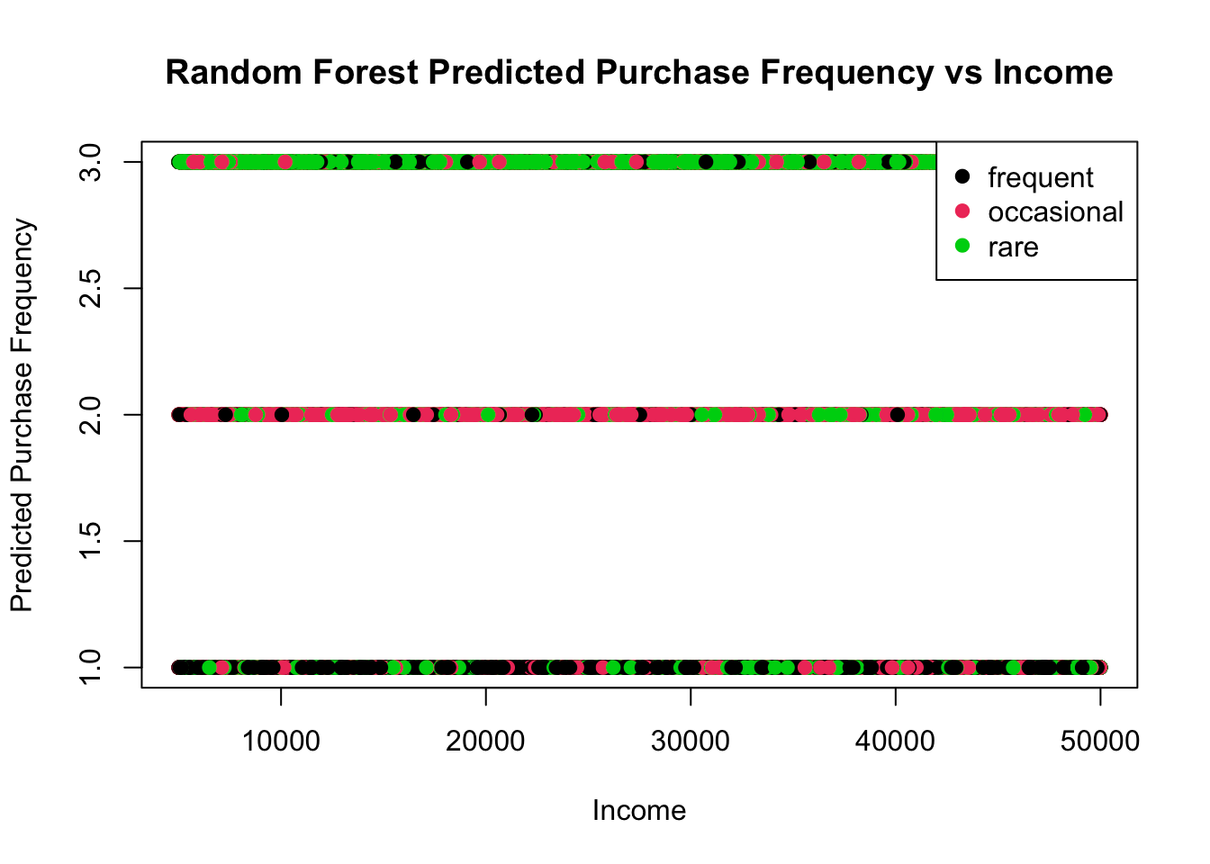 Random Forest Predicted Purchase Frequency vs Income
Predicted Purchase Frequency
3.0
2.5
2.0
1.5
1.0
frequent
occasional
rare
10000 20000 30000 40000 50000
Income